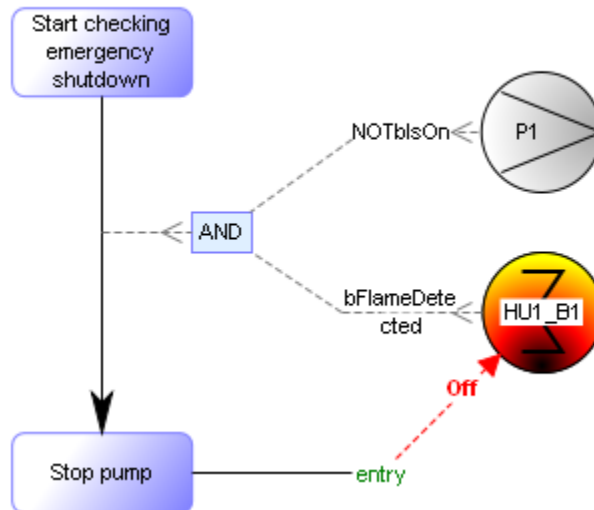 Start checking
emergency
shutdown
NOTbIsOn
P1
AND
bFlameDete
cted
HU1_B1
Off
Stop pump
entry